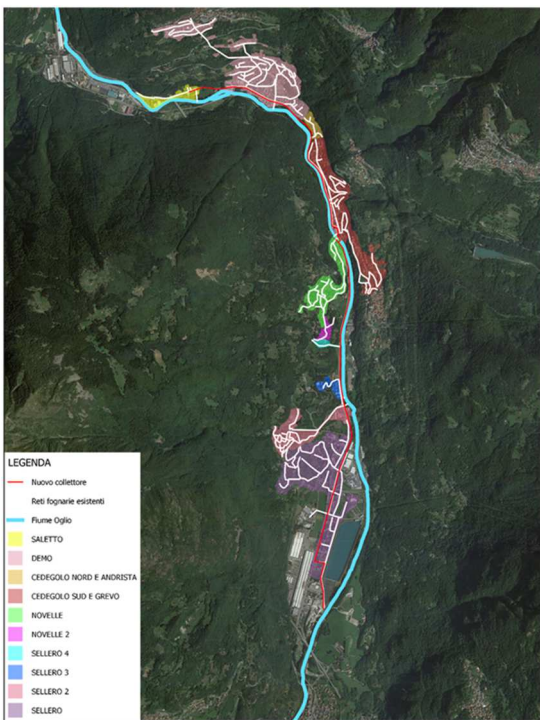 LEGENDA
Nuovo collettore
Reti fognarie esistenti
Fiume Oglio
SALETTO
DEMO
CEDEGOLO NORD E ANDRISTA
CEDEGOLO SUD E GREVO
NOVELLE
NOVELLE 2
SELLERO 4
SELLERO 3
SELLERO 2
SELLERO